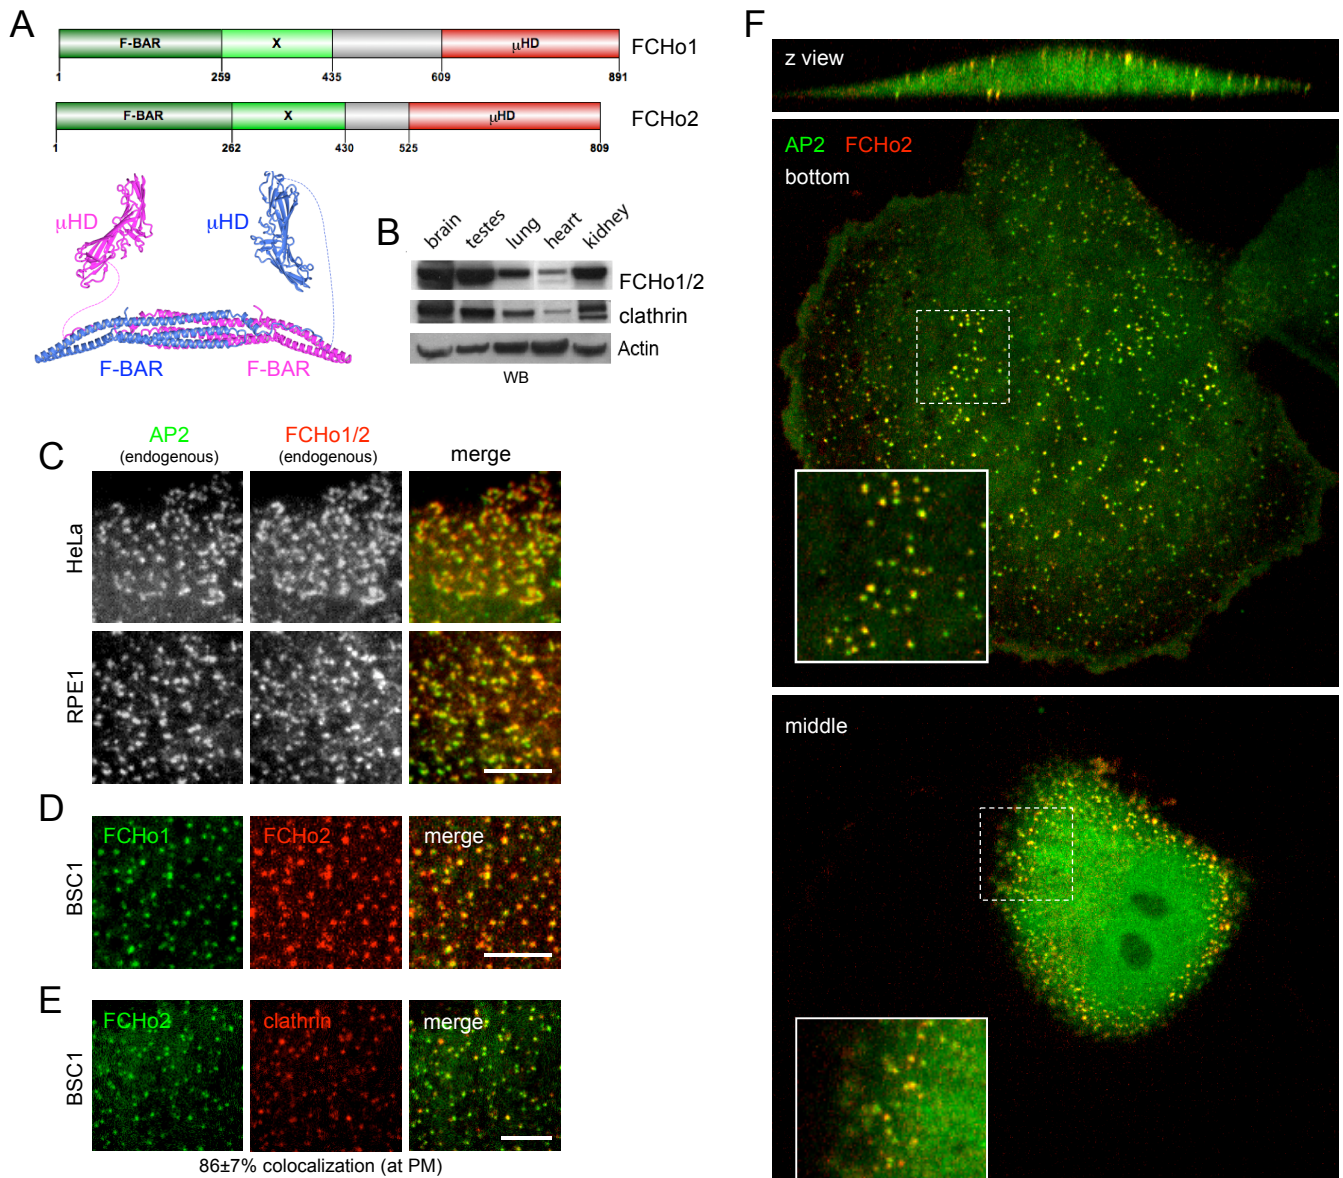 A
F-BAR X μHD FCHo1
1 259 435 609 891
F-BAR X μHD FCHo2
1 262 430 525 809
μHD μHD
F-BAR F-BAR
B
brain testes lung heart kidney
FCHo1/2
clathrin
Actin
WB
C
AP2 FCHo1/2 merge
(endogenous) (endogenous)
HeLa
RPE1
D
BSC1
FCHo1 FCHo2 merge
E
BSC1
FCHo2 clathrin merge
86±7% colocalization (at PM)
F
z view
AP2 FCHo2
bottom
middle